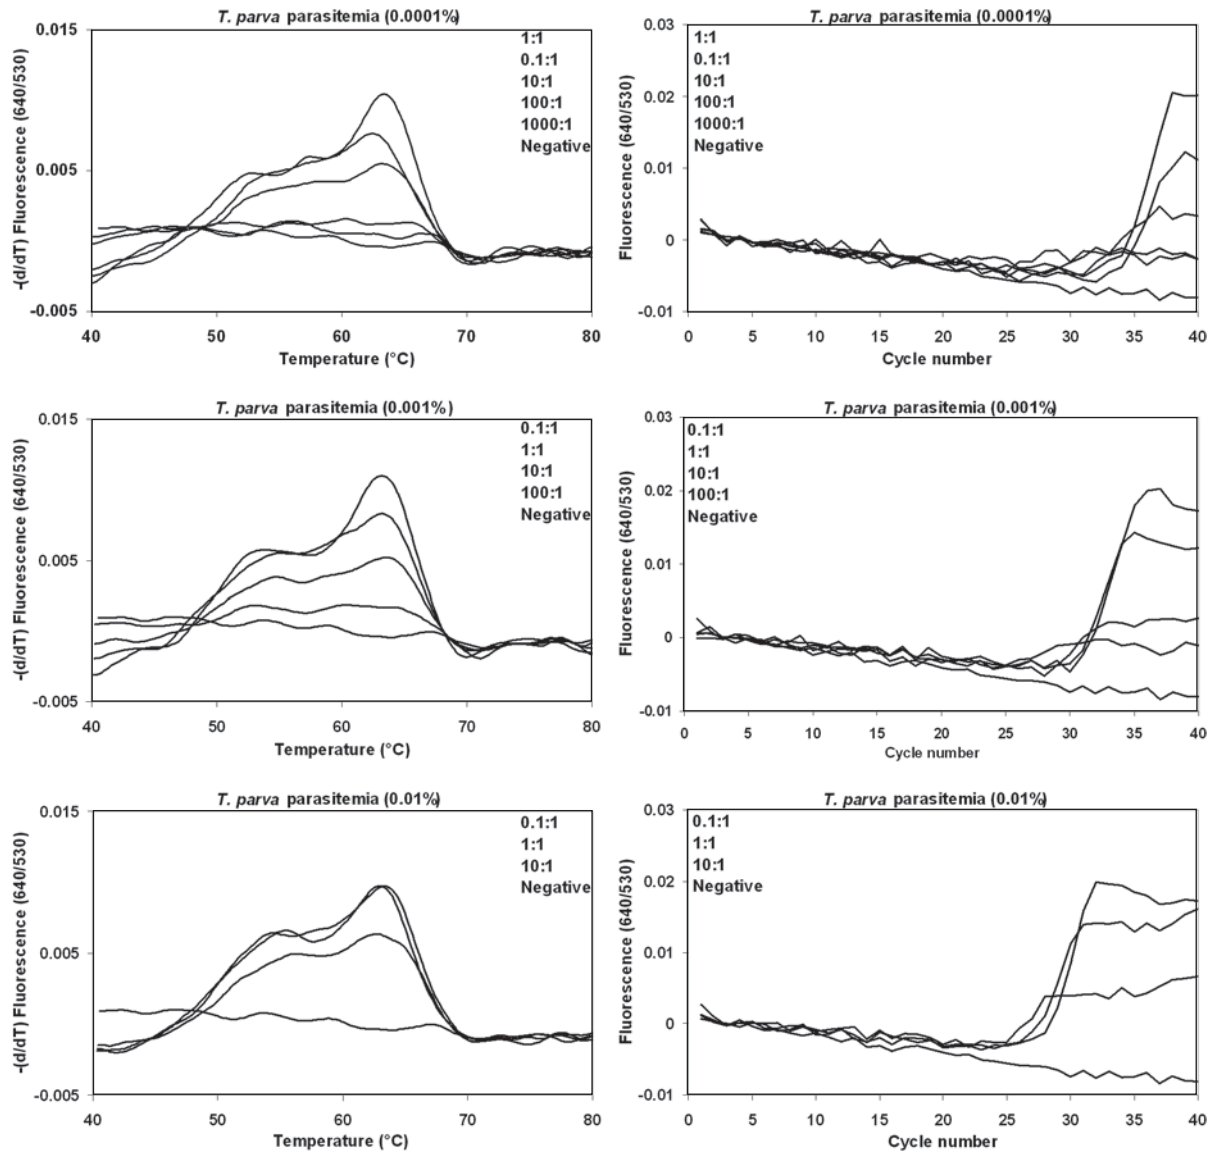 T. parva parasitemia (0.0001%)
-(d/dT) Fluorescence (640/530)
0.015
0.005
-0.005
1:1
0.1:1
10:1
100:1
1000:1
Negative
40 50 60 70 80
Temperature (°C)
T. parva parasitemia (0.0001%)
Fluorescence (640/530)
0.03
0.02
0.01
0
-0.01
1:1
0.1:1
10:1
100:1
1000:1
Negative
0 5 10 15 20 25 30 35 40
Cycle number
T. parva parasitemia (0.001%)
-(d/dT) Fluorescence (640/530)
0.015
0.005
-0.005
0.1:1
1:1
10:1
100:1
Negative
40 50 60 70 80
Temperature (°C)
T. parva parasitemia (0.001%)
Fluorescence (640/530)
0.03
0.02
0.01
0
-0.01
0.1:1
1:1
10:1
100:1
Negative
0 5 10 15 20 25 30 35 40
Cycle number
T. parva parasitemia (0.01%)
-(d/dT) Fluorescence (640/530)
0.015
0.005
-0.005
0.1:1
1:1
10:1
Negative
40 50 60 70 80
Temperature (°C)
T. parva parasitemia (0.01%)
Fluorescence (640/530)
0.03
0.02
0.01
0
-0.01
0.1:1
1:1
10:1
Negative
0 5 10 15 20 25 30 35 40
Cycle number